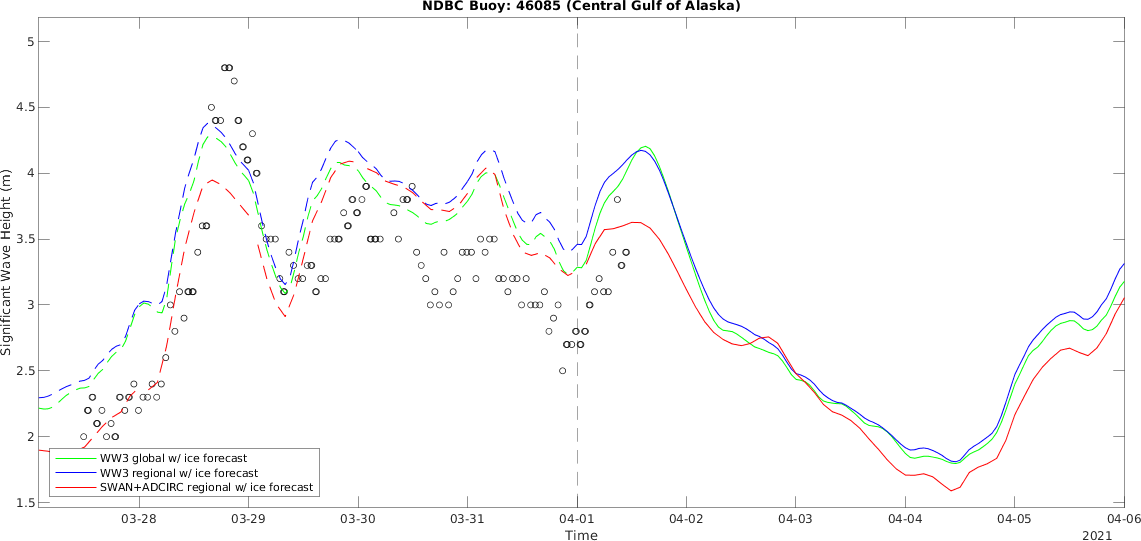 NDBC Buoy: 46085 (Central Gulf of Alaska)
Significant Wave Height (m)
5
4.5
4
3.5
3
2.5
2
1.5
WW3 global w/ ice forecast
WW3 regional w/ ice forecast
SWAN+ADCIRC regional w/ ice forecast
03-28 03-29 03-30 03-31 04-01 04-02 04-03 04-04 04-05 04-06
Time
2021